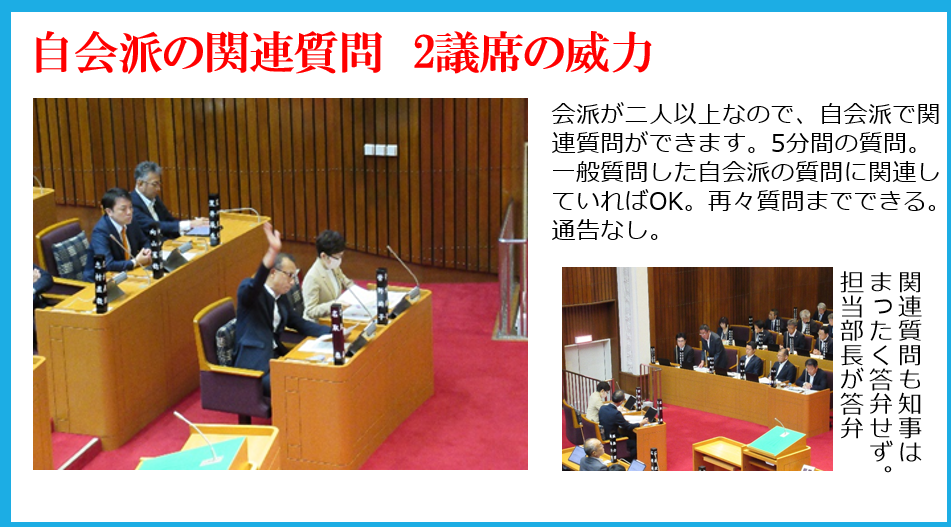 自会派の関連質問 2議席の威力
会派が二人以上なので、自会派で関
連質問ができます。5分間の質問。
一般質問した自会派の質問に関連し
ていればOK。再々質問までできる。
通告なし。
関連質問も知事は
まったく答弁せず。
担当部長が答弁